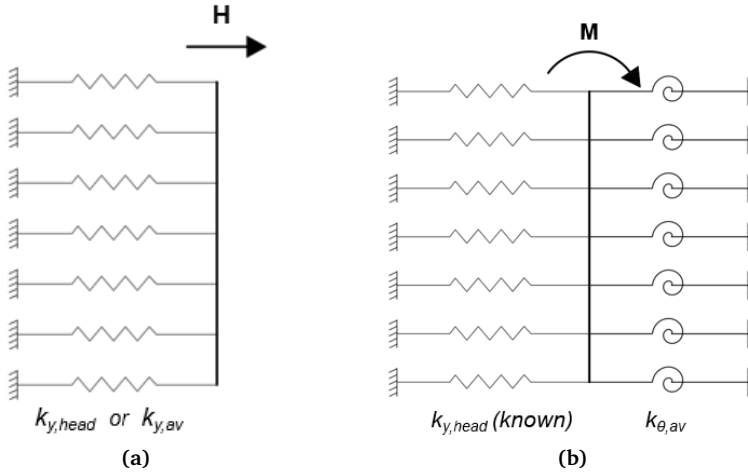 H
M
k_y,head or k_y,av
k_y,head (known)
k_θ,av
(a)
(b)